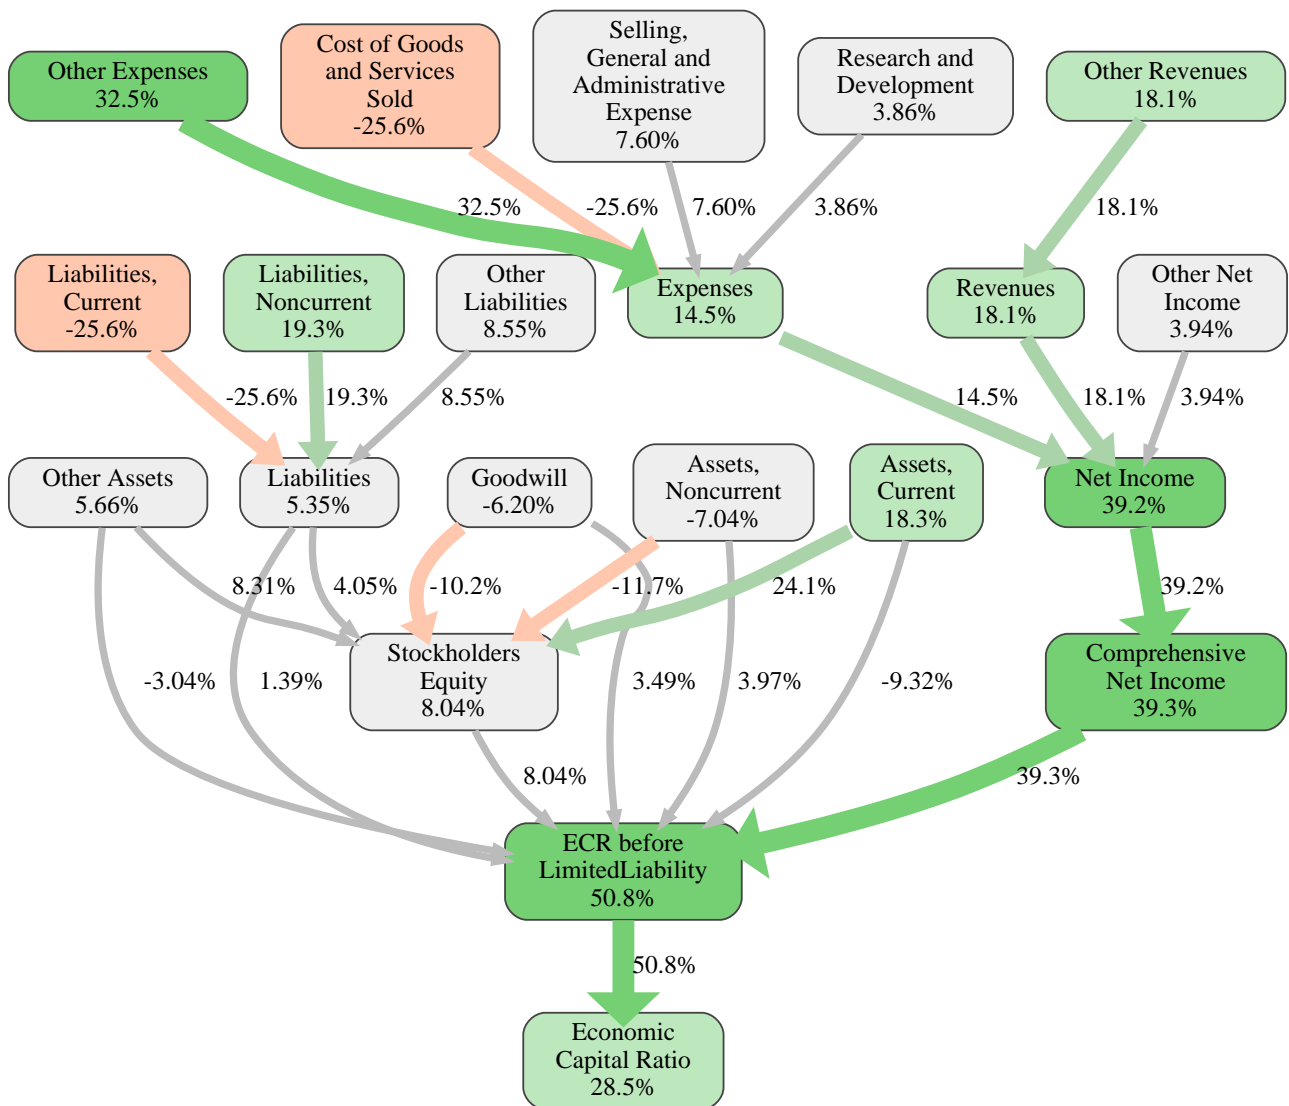 Other Expenses
32.5%
Cost of Goods
and Services
Sold
-25.6%
Selling,
General and
Administrative
Expense
7.60%
Research and
Development
3.86%
Other Revenues
18.1%
32.5%
-25.6%
7.60%
3.86%
18.1%
Liabilities,
Current
-25.6%
Liabilities,
Noncurrent
19.3%
Other
Liabilities
8.55%
Expenses
14.5%
Revenues
18.1%
Other Net
Income
3.94%
-25.6%
19.3%
8.55%
14.5%
18.1%
3.94%
Other Assets
5.66%
Liabilities
5.35%
Goodwill
-6.20%
Assets,
Noncurrent
-7.04%
Assets,
Current
18.3%
Net Income
39.2%
8.31%
4.05%
-10.2%
-11.7%
24.1%
39.2%
Stockholders
Equity
8.04%
Comprehensive
Net Income
39.3%
-3.04%
1.39%
3.49%
3.97%
-9.32%
8.04%
39.3%
ECR before
LimitedLiability
50.8%
50.8%
Economic
Capital Ratio
28.5%